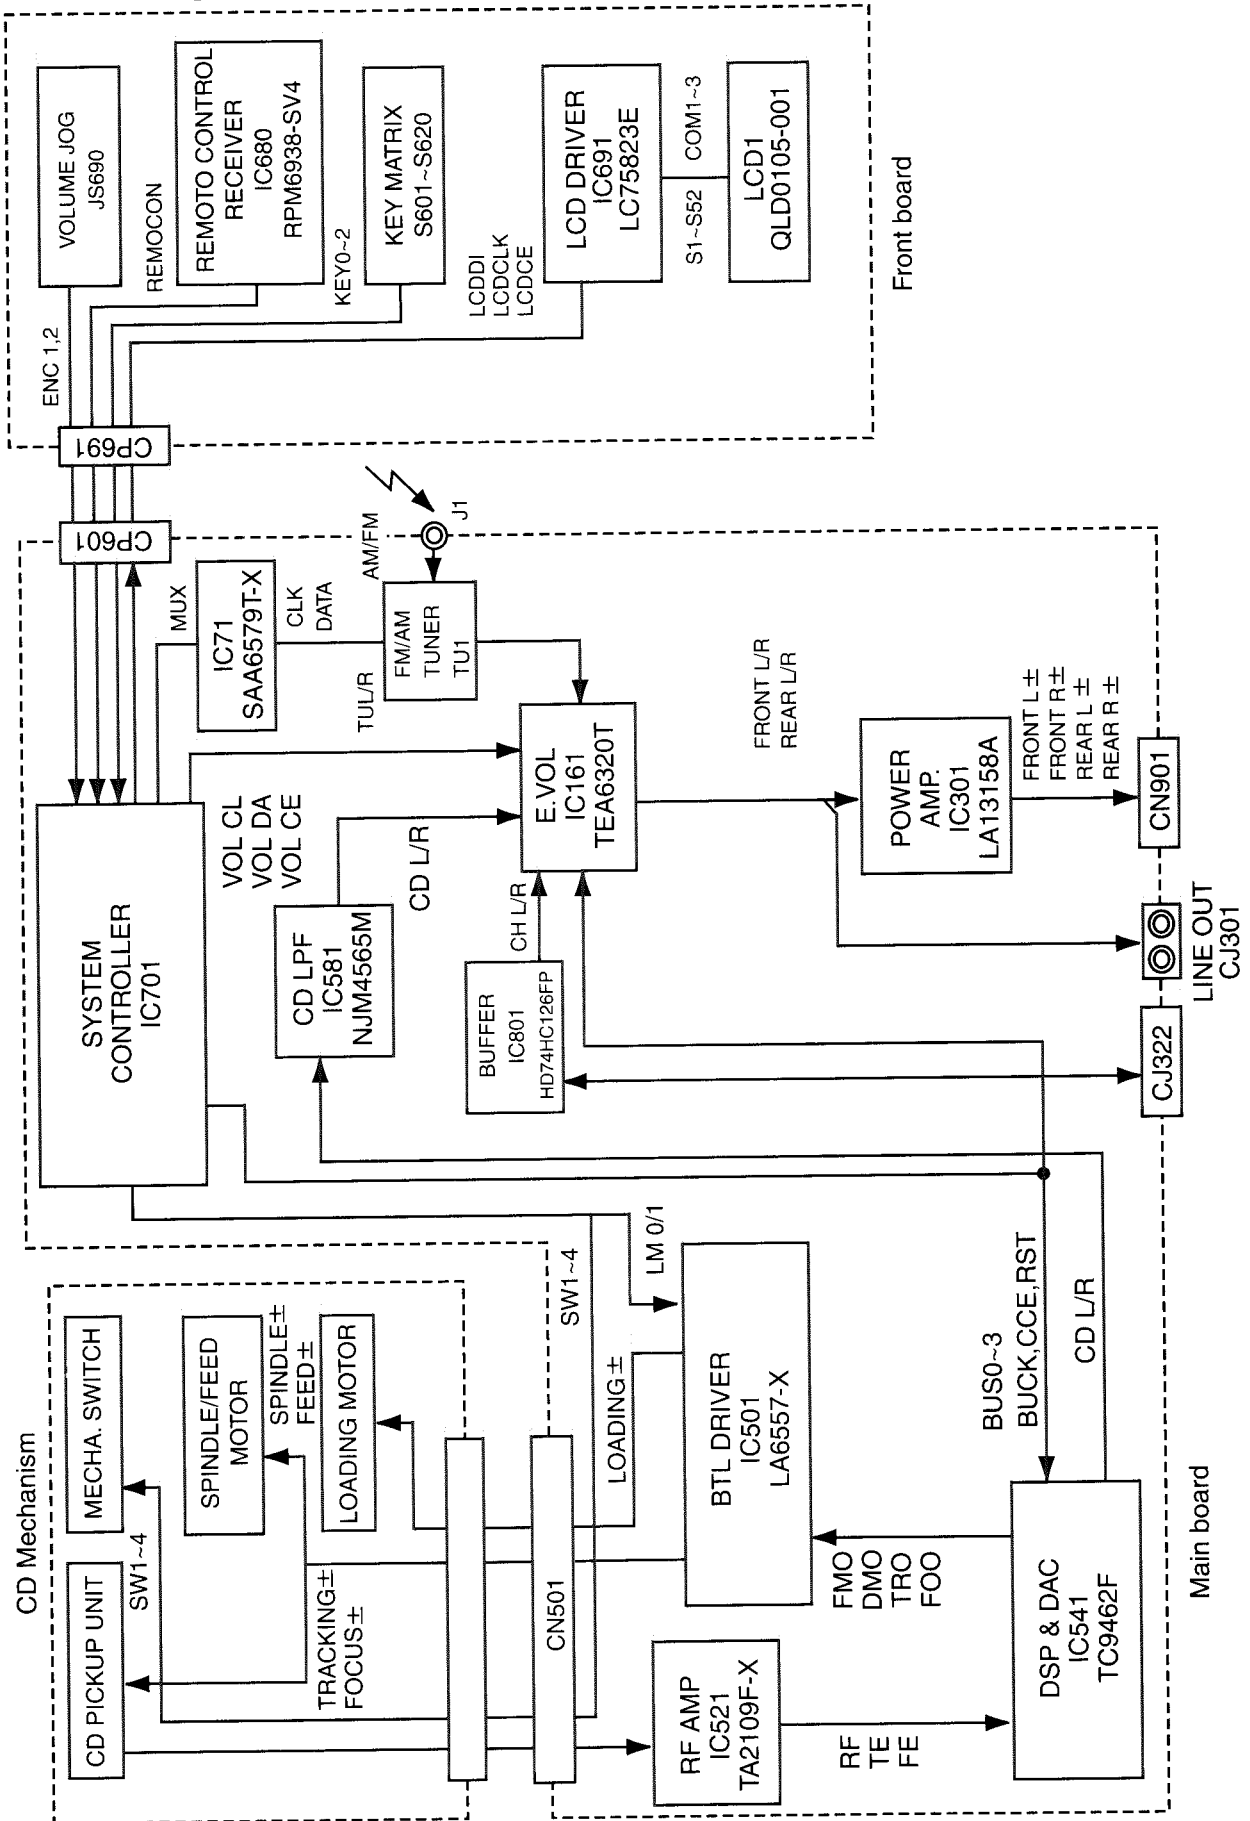 CD Mechanism
CD PICKUP UNIT
MECHA. SWITCH
SW1~4
SPINDLE/FEED
MOTOR
SPINDLE±
FEED±
LOADING MOTOR
TRACKING±
FOCUS±
CN501
SW1~4
LOADING±
LM 0/1
RF AMP
IC521
TA2109F-X
BTL DRIVER
IC501
LA6557-X
RF
TE
FE
FMO
DMO
TRO
FOO
BUS0~3
BUCK,CCE,RST
CD L/R
DSP & DAC
IC541
TC9462F
Main board
SYSTEM
CONTROLLER
IC701
VOL CL
VOL DA
VOL CE
CD LPF
IC581
NJM4565M
CD L/R
BUFFER
IC801
HD74HC126FP
CH L/R
E.VOL
IC161
TEA6320T
MUX
IC71
SAA6579T-X
CLK
DATA
TUL/R
FM/AM
TUNER
TU1
AM/FM
J1
FRONT L/R
REAR L/R
POWER
AMP.
IC301
LA13158A
FRONT L ±
FRONT R ±
REAR L ±
REAR R ±
CJ322
LINE OUT
CJ301
CN901
CP601
CP691
ENC 1,2
VOLUME JOG
JS690
REMOCON
REMOTO CONTROL
RECEIVER
IC680
RPM6938-SV4
KEY0~2
KEY MATRIX
S601~S620
LCDDI
LCDCLK
LCDCE
LCD DRIVER
IC691
LC75823E
S1~S52
COM1~3
LCD1
QLD0105-001
Front board